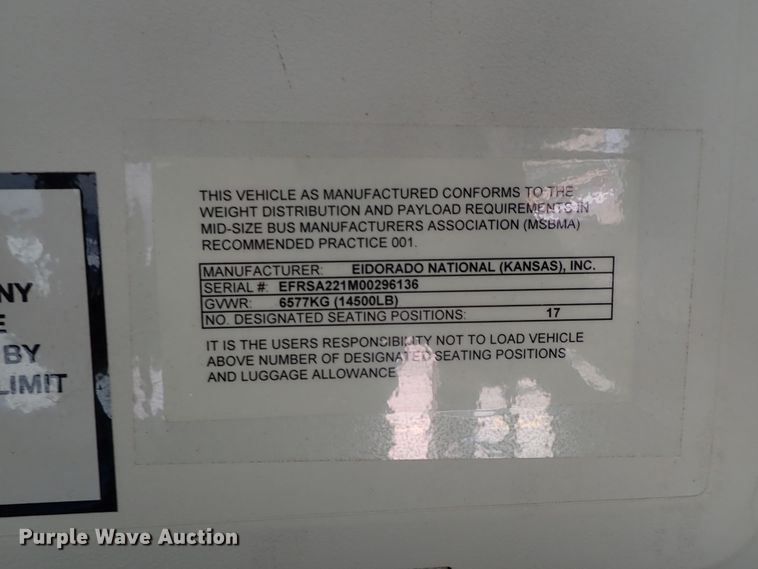 THIS VEHICLE AS MANUFACTURED CONFORMS TO THE
WEIGHT DISTRIBUTION AND PAYLOAD REQUIREMENTS IN
MID-SIZE BUS MANUFACTURERS ASSOCIATION (MSBMA)
RECOMMENDED PRACTICE 001.
MANUFACTURER: EIDORADO NATIONAL (KANSAS), INC.
SERIAL #: EFRSA221M00296136
GVWR: 6577KG (14500LB)
NO. DESIGNATED SEATING POSITIONS: 17
IT IS THE USERS RESPONSIBILITY NOT TO LOAD VEHICLE
ABOVE NUMBER OF DESIGNATED SEATING POSITIONS
AND LUGGAGE ALLOWANCE
NY
E
BY
LIMIT
Purple Wave Auction